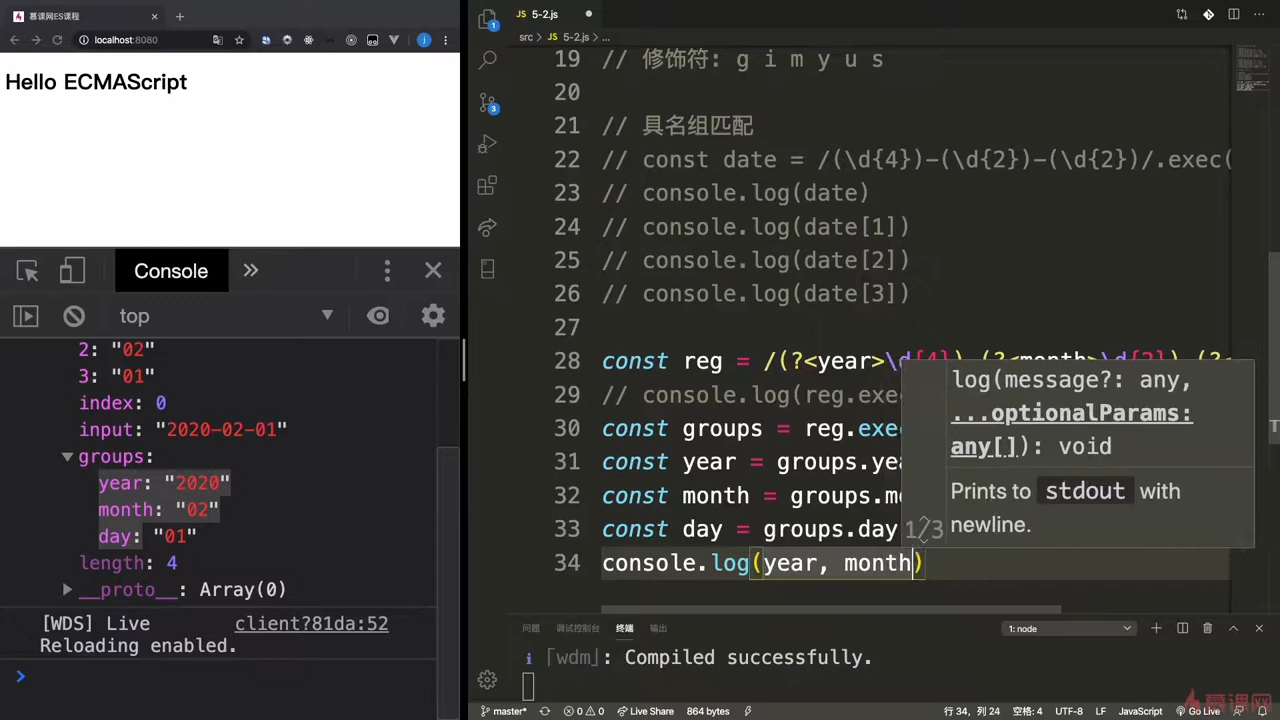 慕课网ES课程
localhost:8080
Hello ECMAScript
Console
top
2: "02"
3: "01"
index: 0
input: "2020-02-01"
groups:
year: "2020"
month: "02"
day: "01"
length: 4
__proto__: Array(0)
[WDS] Live Reloading enabled.
client?81da:52
JS 5-2.js
src > JS 5-2.js > ...
19 // 修饰符: g i m y u s
20
21 // 具名组匹配
22 // const date = /(\d{4})-(\d{2})-(\d{2})/.exec(
23 // console.log(date)
24 // console.log(date[1])
25 // console.log(date[2])
26 // console.log(date[3])
27
28 const reg = /(?<year>\d{4})-(?<month>\d{2})-(?<
29 // console.log(reg.exe
30 const groups = reg.exe
31 const year = groups.yea
32 const month = groups.mo
33 const day = groups.day
34 console.log(year, month)
log(message?: any,
...optionalParams:
any[]): void
1/3
Prints to stdout with
newline.
问题 调试控制台 终端 输出
1: node
i ｢wdm｣: Compiled successfully.
master* 0 0 Live Share 864 bytes
行 34，列 24 空格: 4 UTF-8 LF JavaScript Go Live
慕课网